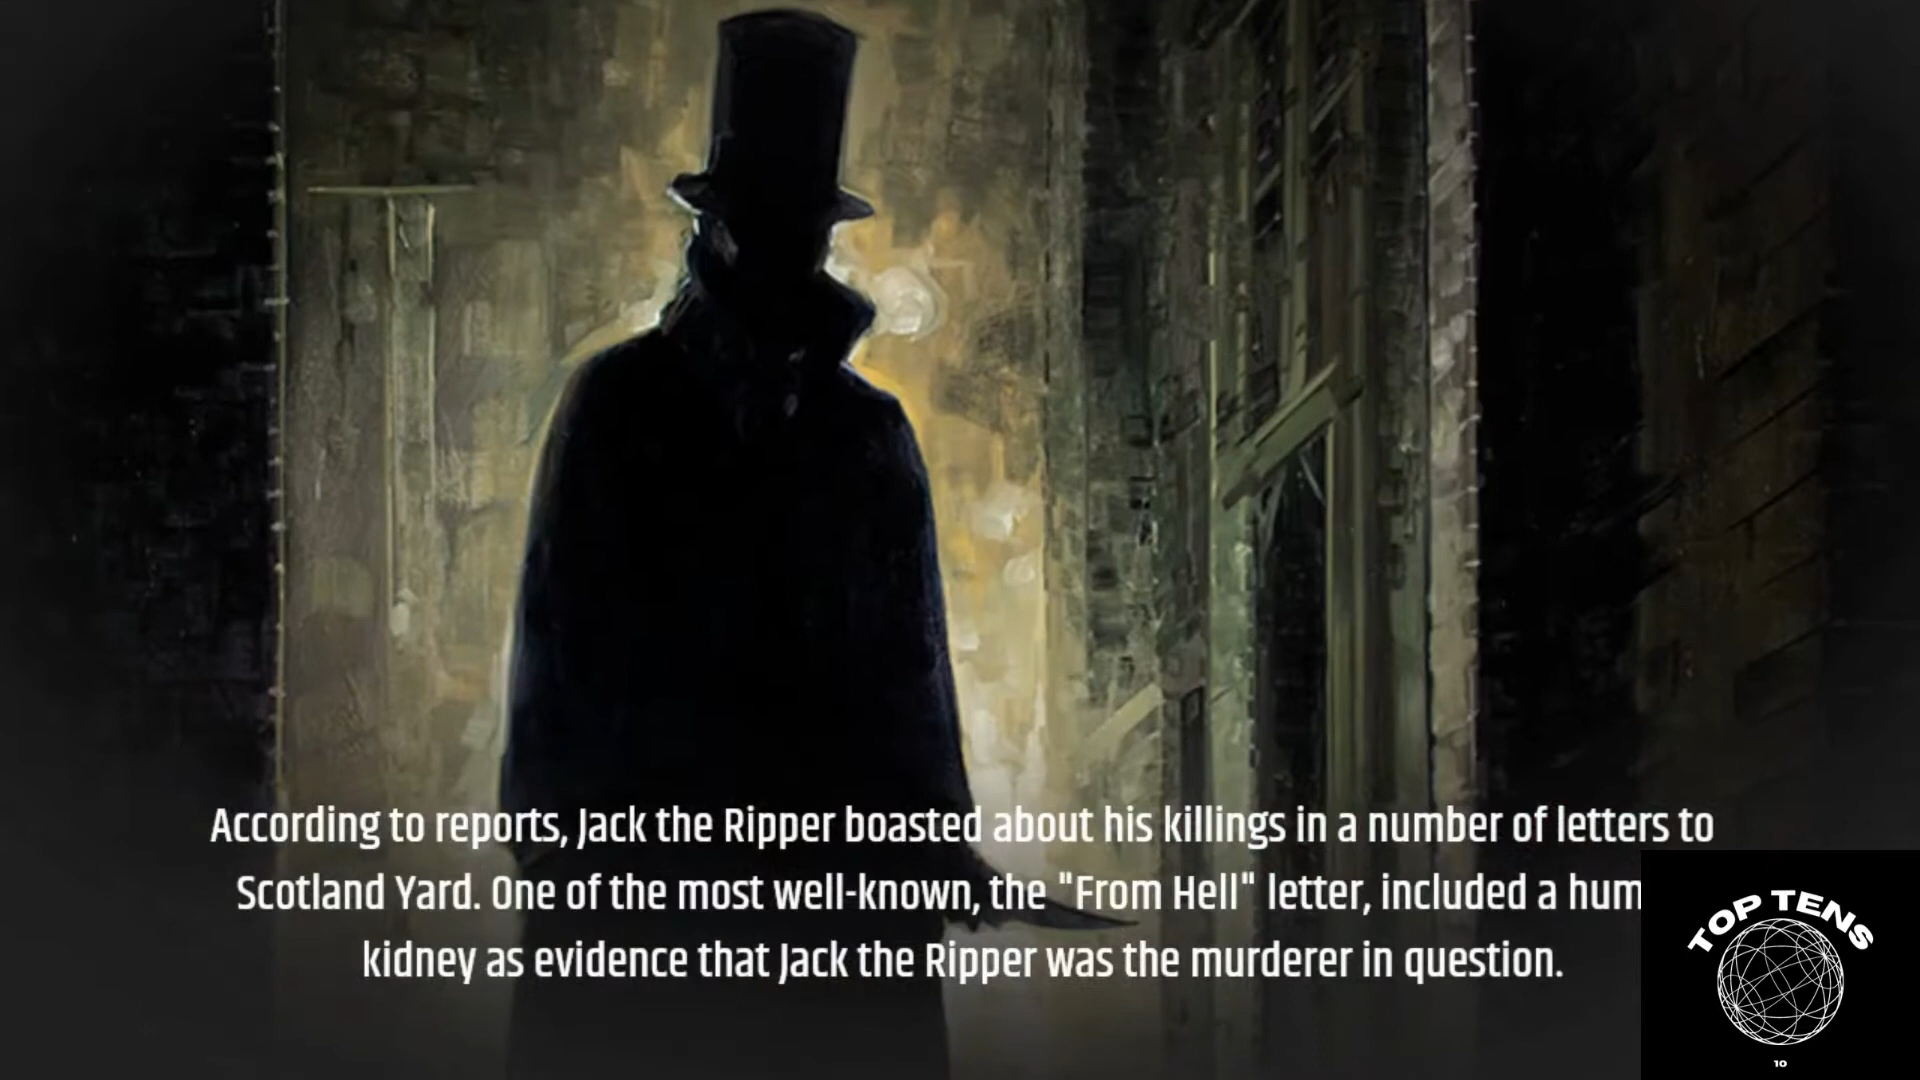 According to reports, Jack the Ripper boasted about his killings in a number of letters to
Scotland Yard. One of the most well-known, the "From Hell" letter, included a hum
kidney as evidence that Jack the Ripper was the murderer in question.
TOP TENS
10